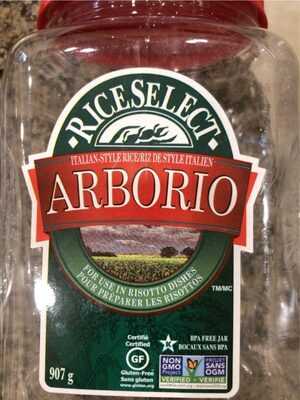 • RICESELECT •
ITALIAN-STYLE RICE/RIZ DE STYLE ITALIEN
ARBORIO
FOR USE IN RISOTTO DISHES
POUR PRÉPARER LES RISOTTOS
TM/MC
Certifié
Certified
GF
Gluten-Free
Sans gluten
BPA FREE JAR
BOCAUX SANS BPA
NON
GMO
Project
VERIFIED
PROJET
SANS
OGM
VÉRIFIÉ
907 g